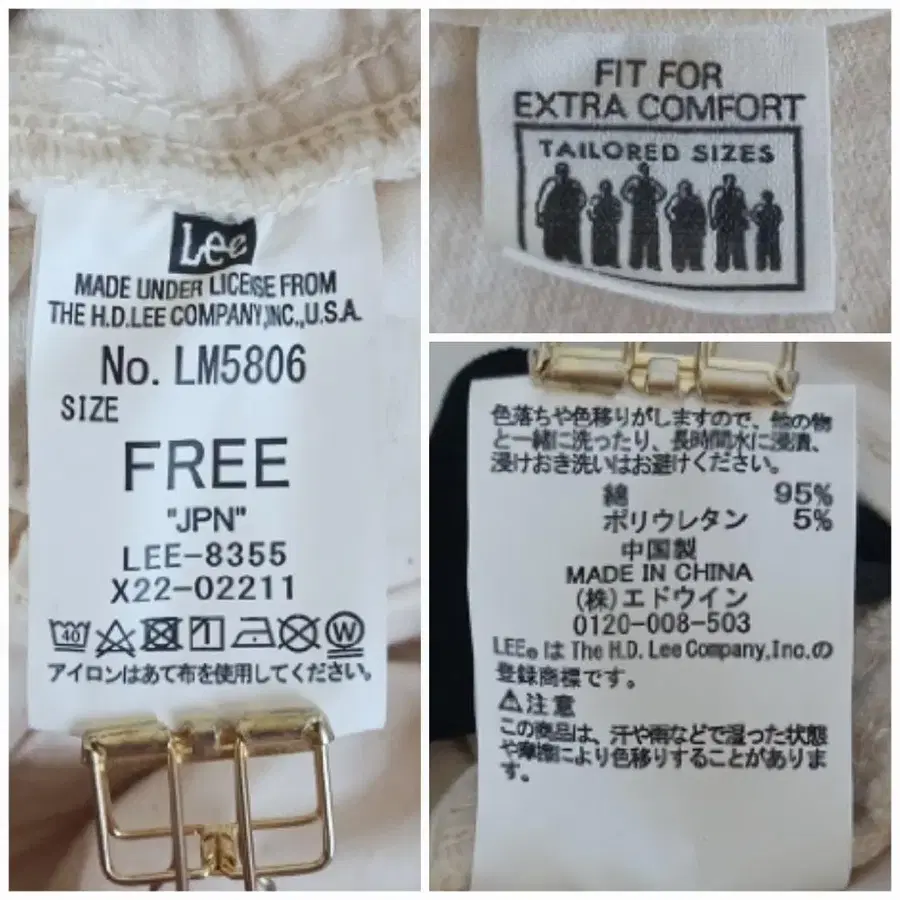 Lee
MADE UNDER LICENSE FROM
THE H.D.LEE COMPANY,INC.,U.S.A.
No. LM5806
SIZE
FREE
"JPN"
LEE-8355
X22-02211
40 W
アイロンはあて布を使用してください。
FIT FOR
EXTRA COMFORT
TAILORED SIZES
色落ちや色移りがしますので、他の物
と一緒に洗ったり、長時間水に浸漬、
浸けおき洗いはお避けください。
綿 95%
ポリウレタン 5%
中国製
MADE IN CHINA
(株)エドウイン
0120-008-503
LEE®は The H.D. Lee Company,Inc.の
登録商標です。
⚠注意
この商品は、汗や雨などで湿った状態
や摩擦により色移りすることがありま
す。